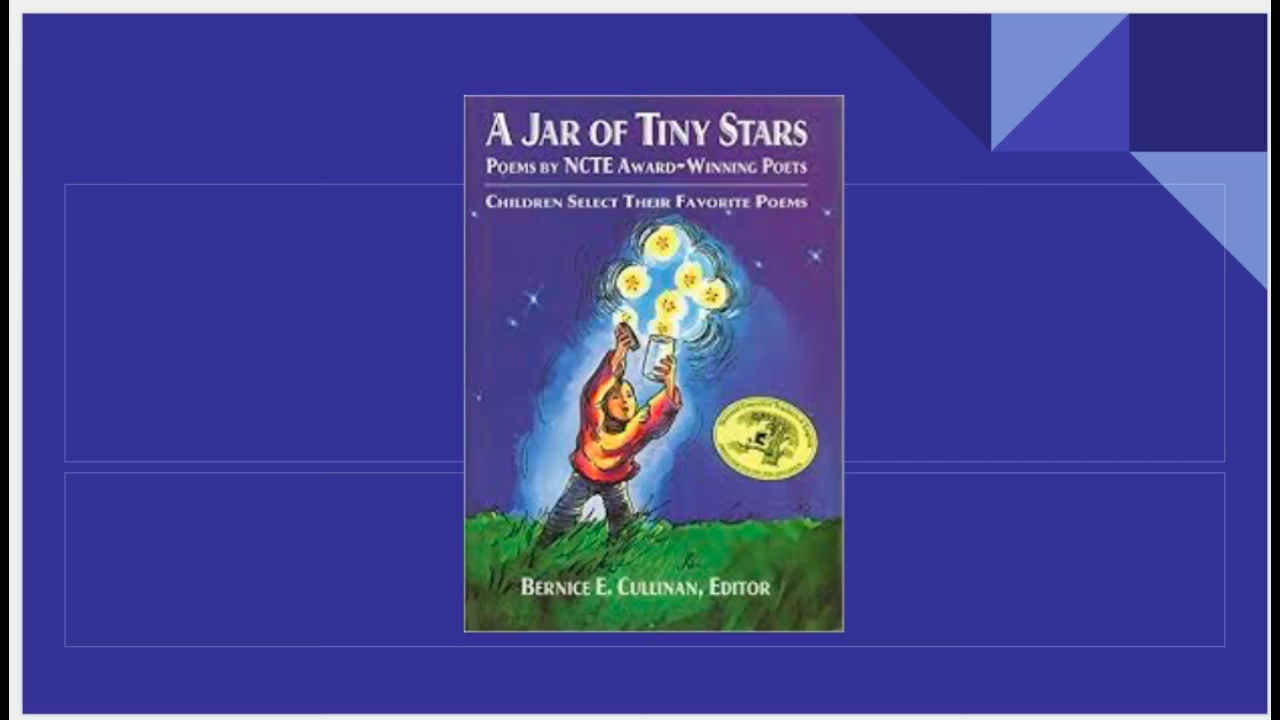 A JAR OF TINY STARS
POEMS BY NCTE AWARD-WINNING POETS
CHILDREN SELECT THEIR FAVORITE POEMS
BERNICE E. CULLINAN, EDITOR